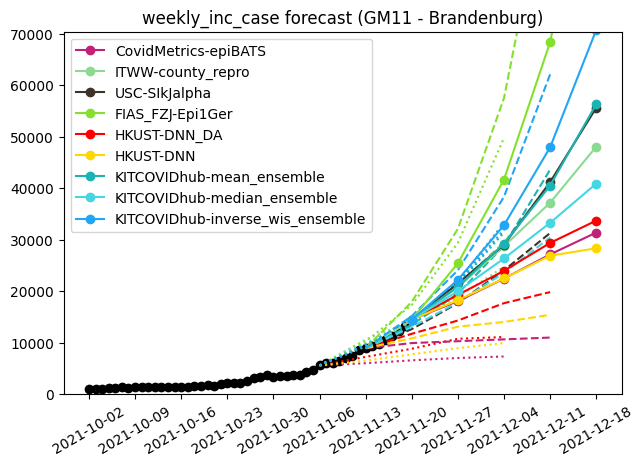 weekly_inc_case forecast (GM11 - Brandenburg)
70000
60000
50000
40000
30000
20000
10000
0
CovidMetrics-epiBATS
ITWW-county_repro
USC-SIkJalpha
FIAS_FZJ-Epi1Ger
HKUST-DNN_DA
HKUST-DNN
KITCOVIDhub-mean_ensemble
KITCOVIDhub-median_ensemble
KITCOVIDhub-inverse_wis_ensemble
2021-10-02
2021-10-09
2021-10-16
2021-10-23
2021-10-30
2021-11-06
2021-11-13
2021-11-20
2021-11-27
2021-12-04
2021-12-11
2021-12-18